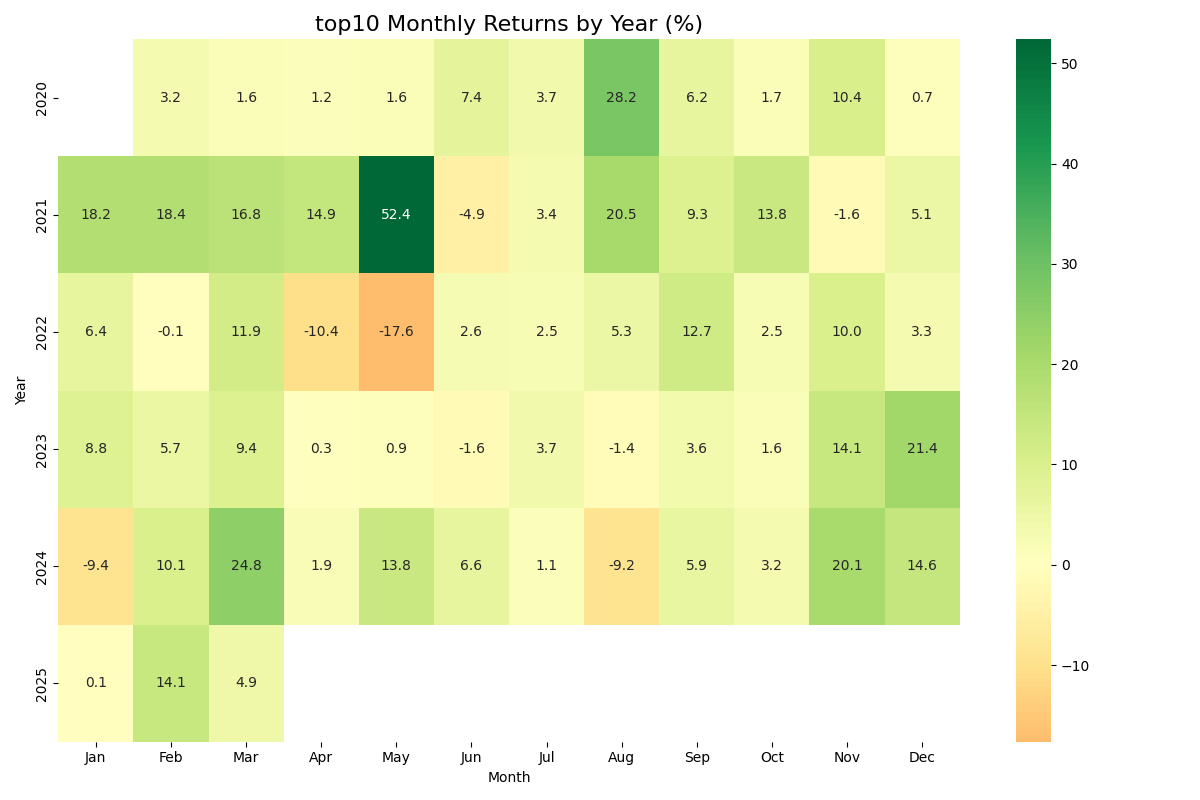 top10 Monthly Returns by Year (%)
2020 3.2 1.6 1.2 1.6 7.4 3.7 28.2 6.2 1.7 10.4 0.7
2021 18.2 18.4 16.8 14.9 52.4 -4.9 3.4 20.5 9.3 13.8 -1.6 5.1
2022 6.4 -0.1 11.9 -10.4 -17.6 2.6 2.5 5.3 12.7 2.5 10.0 3.3
2023 8.8 5.7 9.4 0.3 0.9 -1.6 3.7 -1.4 3.6 1.6 14.1 21.4
2024 -9.4 10.1 24.8 1.9 13.8 6.6 1.1 -9.2 5.9 3.2 20.1 14.6
2025 0.1 14.1 4.9
Jan Feb Mar Apr May Jun Jul Aug Sep Oct Nov Dec
Month
Year
50
40
30
20
10
0
−10